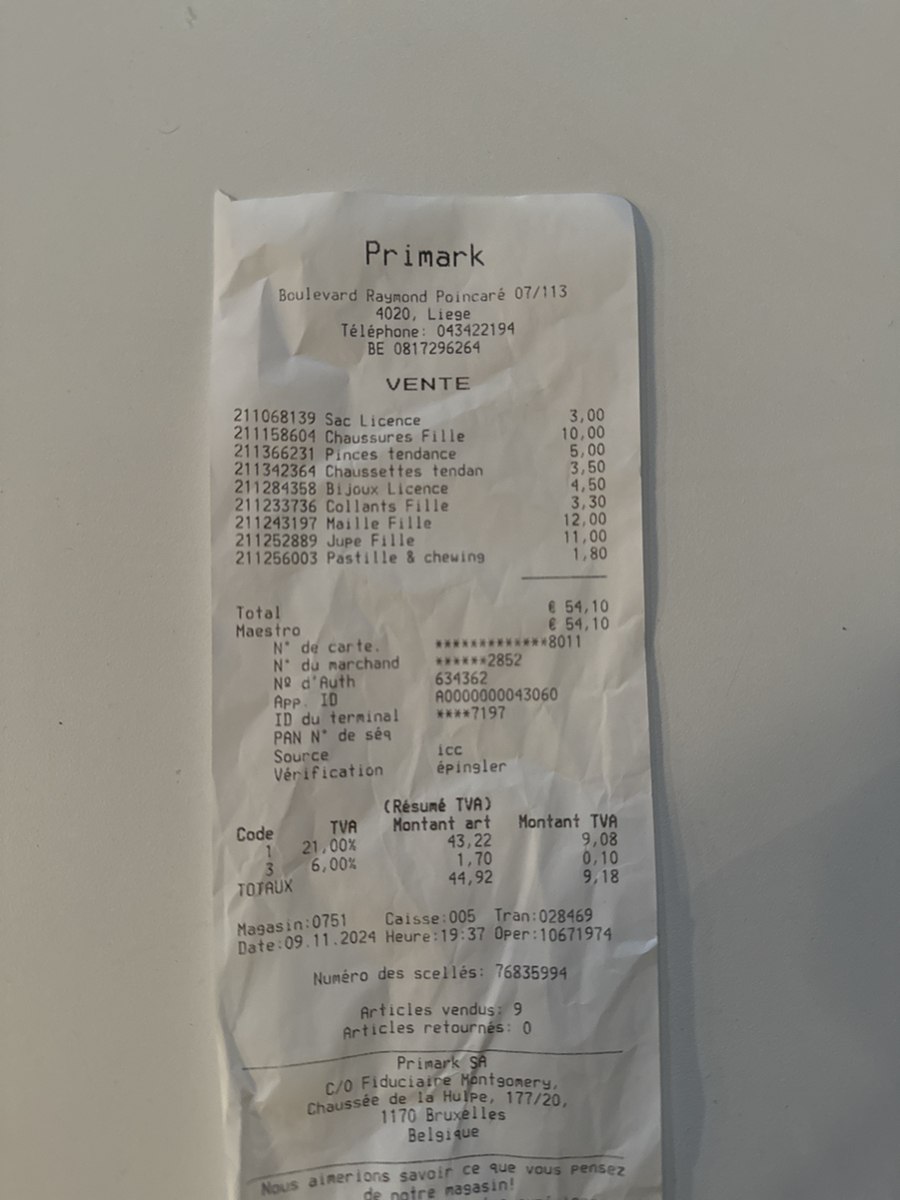 Primark
Boulevard Raymond Poincaré 07/113
4020, Liege
Téléphone: 043422194
BE 0817296264
VENTE
211068139 Sac Licence 3,00
211158604 Chaussures Fille 10,00
211366231 Pinces tendance 5,00
211342364 Chaussettes tendan 3,50
211284358 Bijoux Licence 4,50
211233736 Collants Fille 3,30
211243197 Maille Fille 12,00
211252889 Jupe Fille 11,00
211256003 Pastille & chewing 1,80
Total € 54,10
Maestro € 54,10
N° de carte. *************8011
N° du marchand ******2852
Nº d'Auth 634362
App. ID A0000000043060
ID du terminal ****7197
PAN N° de séq
Source icc
Vérification épingler
(Résumé TVA)
Code TVA Montant art Montant TVA
1 21,00% 43,22 9,08
3 6,00% 1,70 0,10
TOTAUX 44,92 9,18
Magasin:0751 Caisse:005 Tran:028469
Date:09.11.2024 Heure:19:37 Oper:10671974
Numéro des scellés: 76835994
Articles vendus: 9
Articles retournés: 0
Primark SA
C/O Fiduciaire Montgomery,
Chaussée de la Hulpe, 177/20,
1170 Bruxelles
Belgique
Nous aimerions savoir ce que vous pensez
de notre magasin!